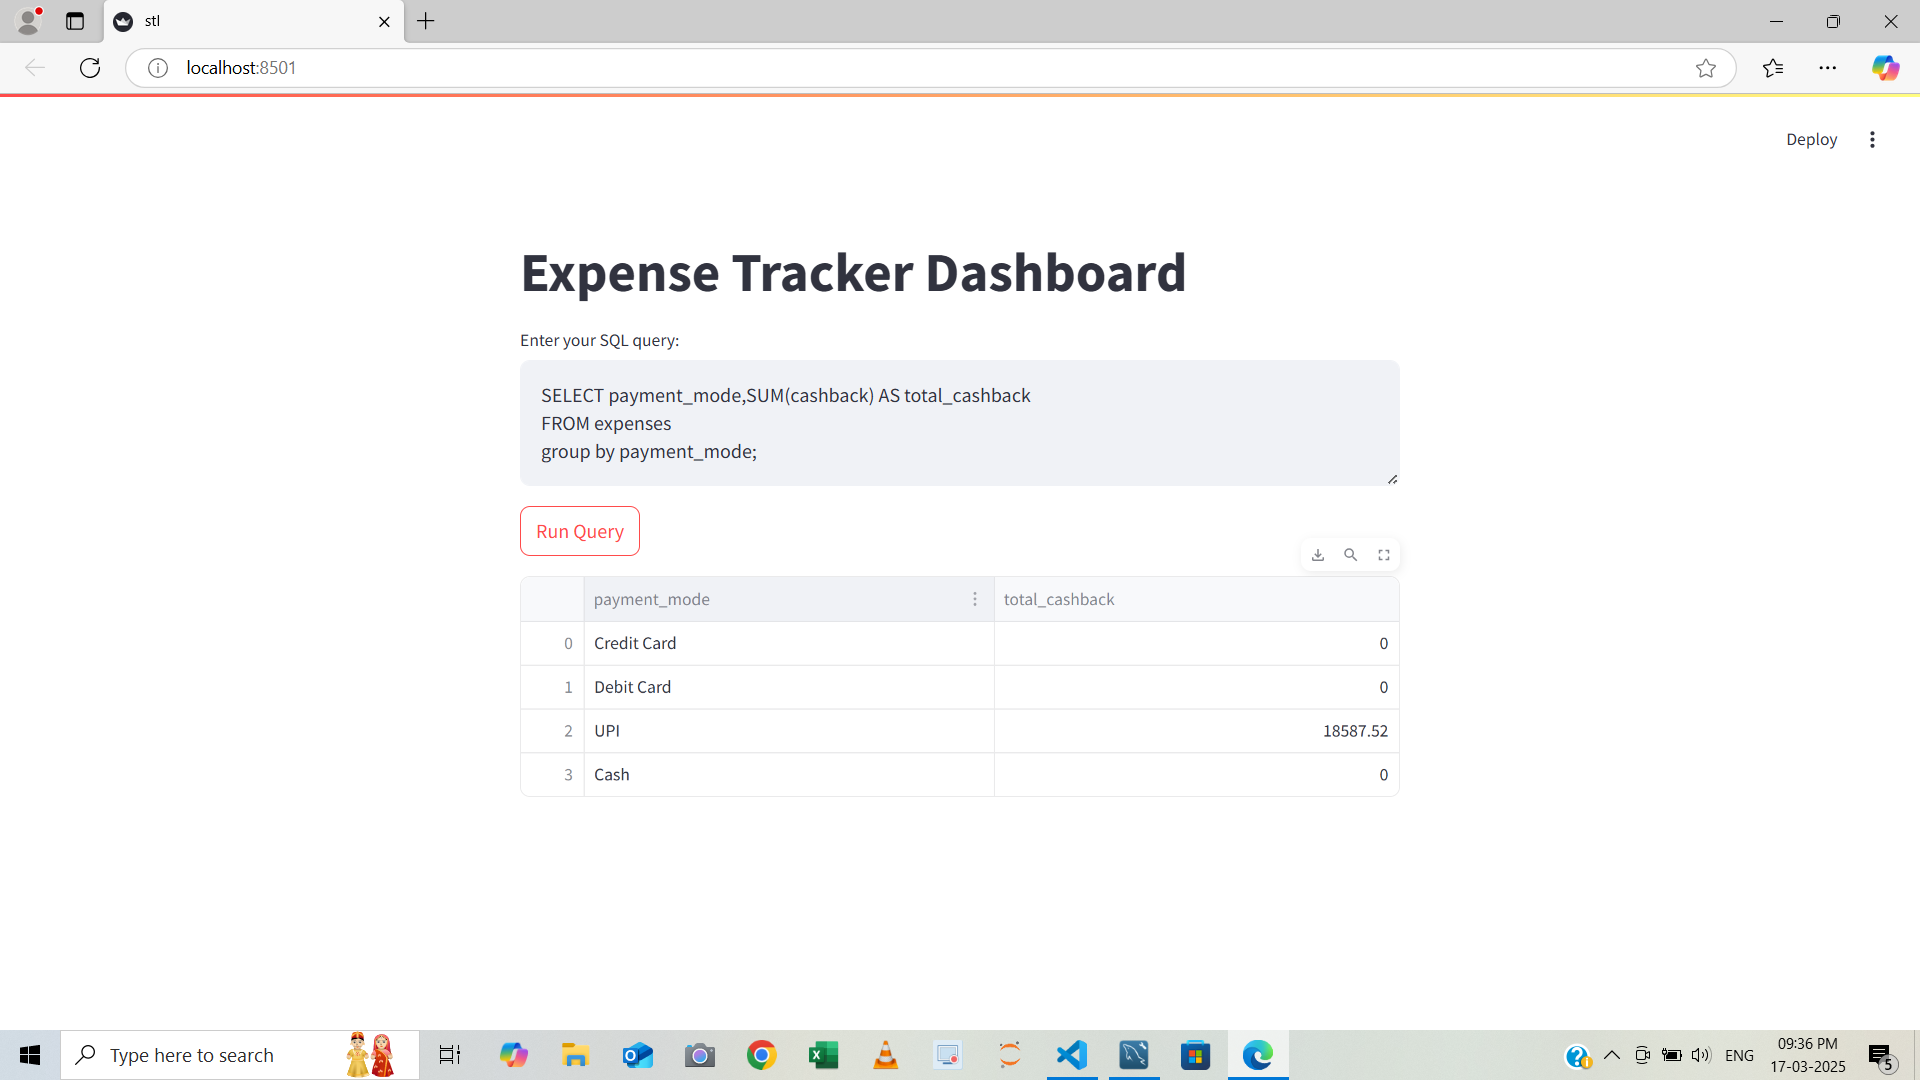 stl
localhost:8501
Deploy
Expense Tracker Dashboard
Enter your SQL query:
SELECT payment_mode,SUM(cashback) AS total_cashback
FROM expenses
group by payment_mode;
Run Query
payment_mode total_cashback
0 Credit Card 0
1 Debit Card 0
2 UPI 18587.52
3 Cash 0
Type here to search
ENG
09:36 PM
17-03-2025
5